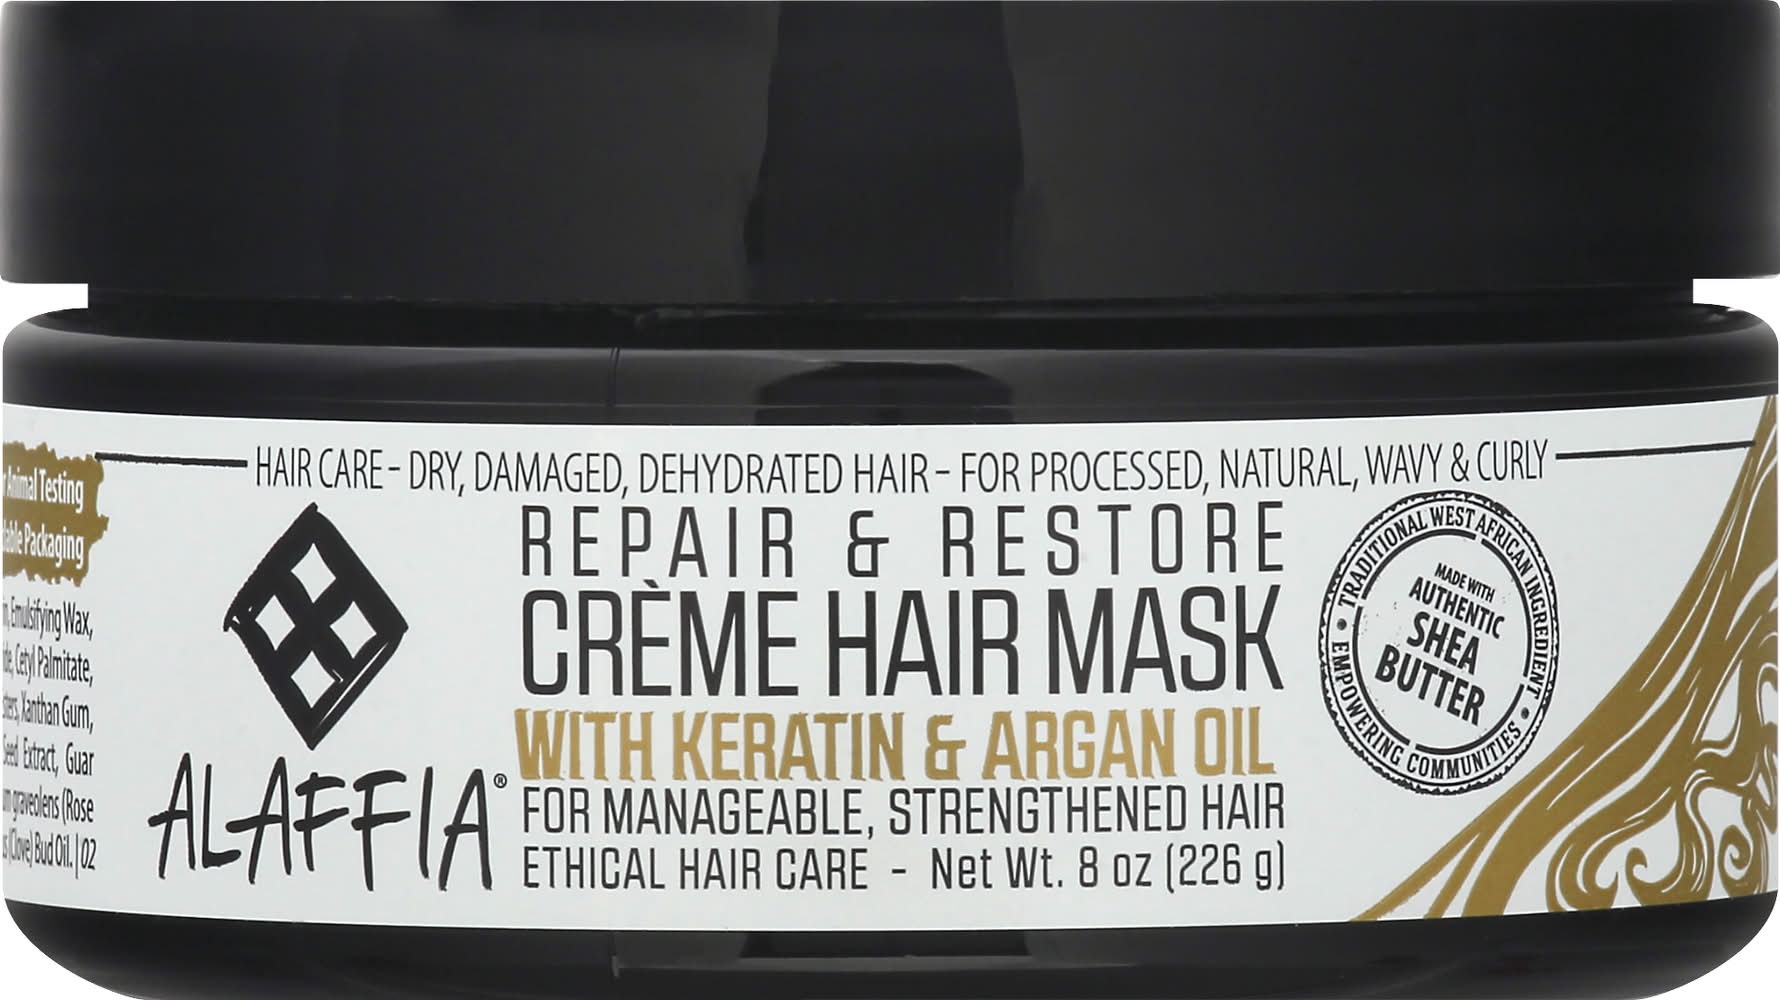 Animal Testing
Packaging
Emulsifying Wax,
Cetyl Palmitate,
Xanthan Gum,
Seed Extract, Guar
graveolens (Rose
(Clove) Bud Oil. | 02
HAIR CARE – DRY, DAMAGED, DEHYDRATED HAIR – FOR PROCESSED, NATURAL, WAVY & CURLY
ALAFFIA®
REPAIR & RESTORE
CRÈME HAIR MASK
WITH KERATIN & ARGAN OIL
FOR MANAGEABLE, STRENGTHENED HAIR
ETHICAL HAIR CARE - Net Wt. 8 oz (226 g)
• TRADITIONAL WEST AFRICAN INGREDIENT •
EMPOWERING COMMUNITIES
MADE WITH
AUTHENTIC
SHEA
BUTTER